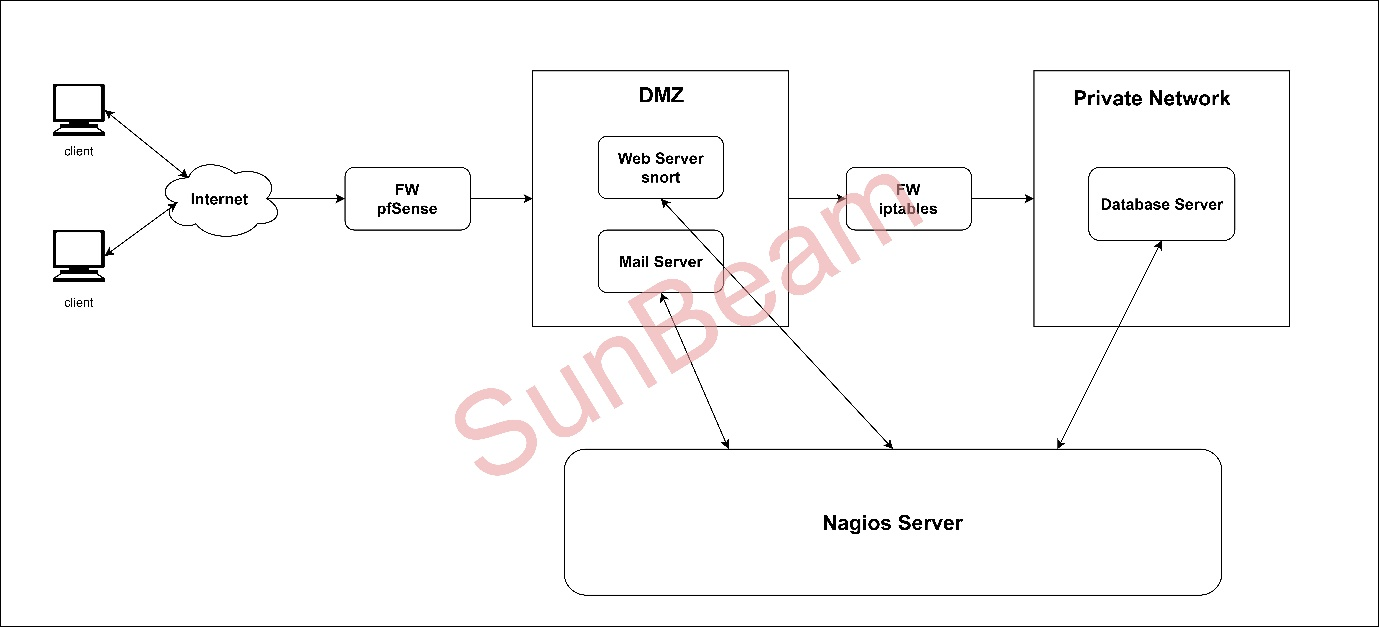 DMZ
Private Network
client
Internet
FW
pfSense
Web Server
snort
Mail Server
FW
iptables
Database Server
client
SunBeam
Nagios Server